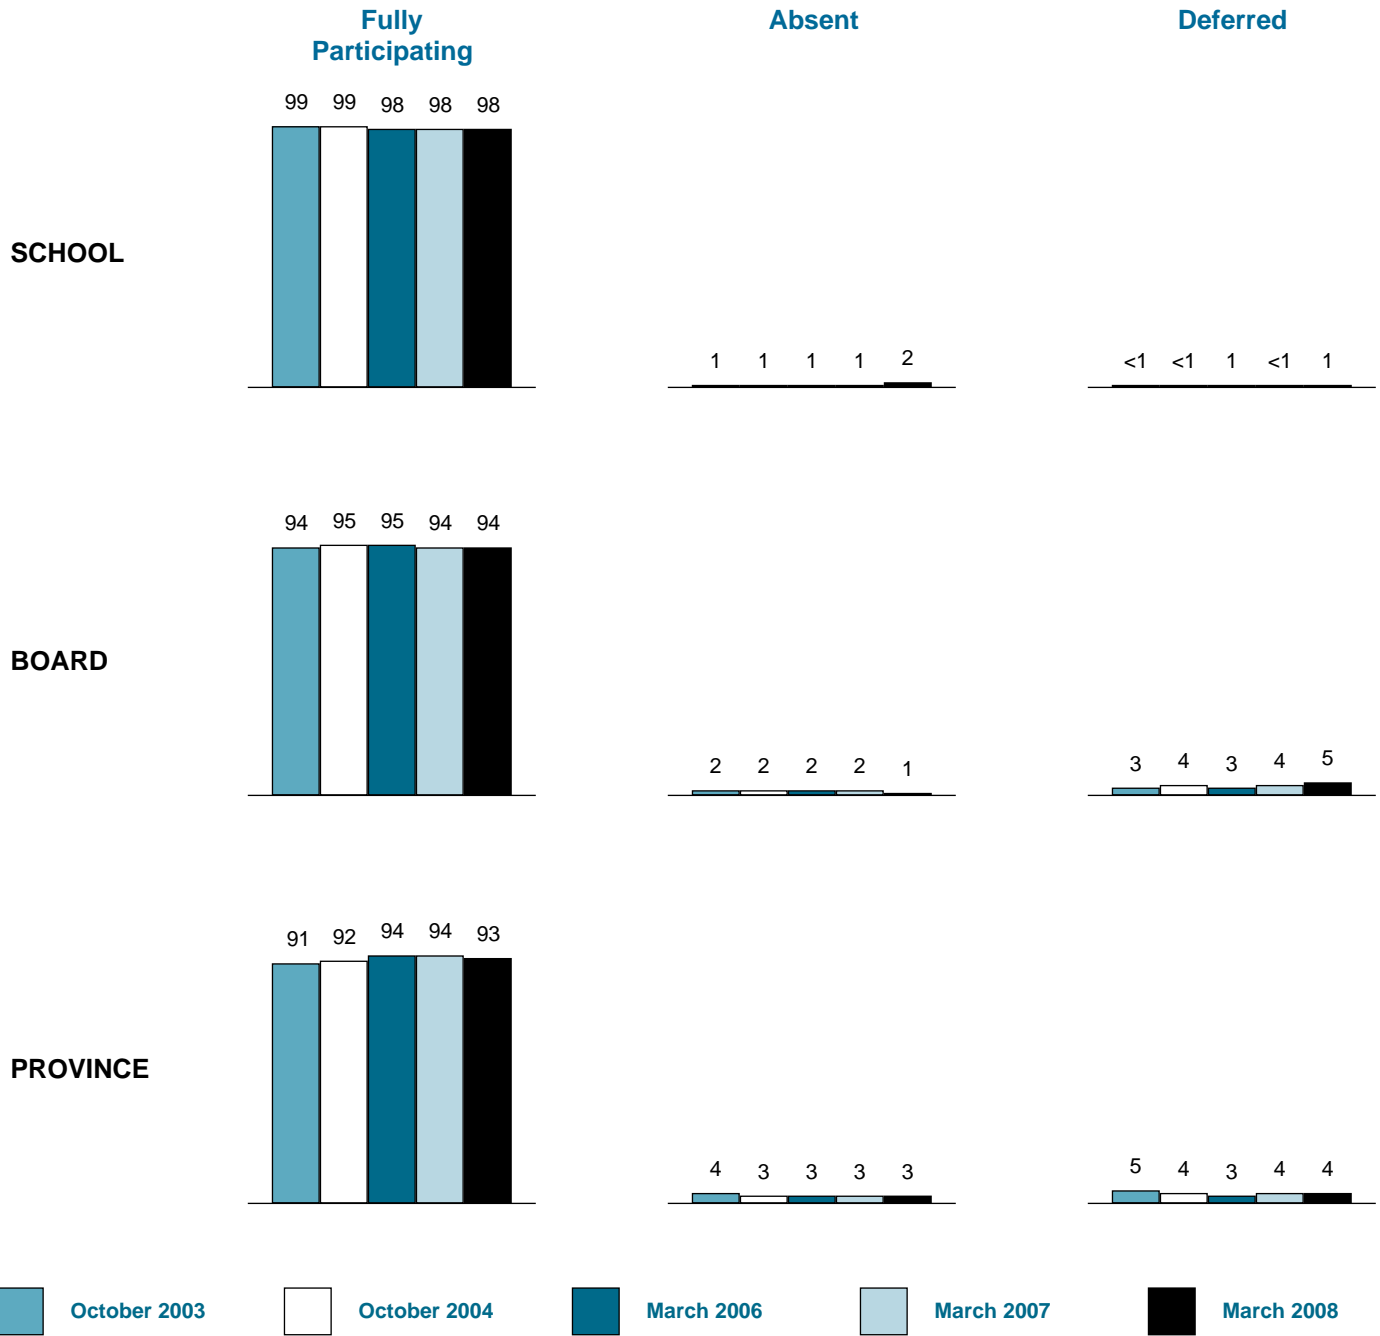 Fully
Participating
Absent
Deferred
99 99 98 98 98
SCHOOL
1 1 1 1 2
<1 <1 1 <1 1
94 95 95 94 94
BOARD
2 2 2 2 1
3 4 3 4 5
91 92 94 94 93
PROVINCE
4 3 3 3 3
5 4 3 4 4
October 2003
October 2004
March 2006
March 2007
March 2008